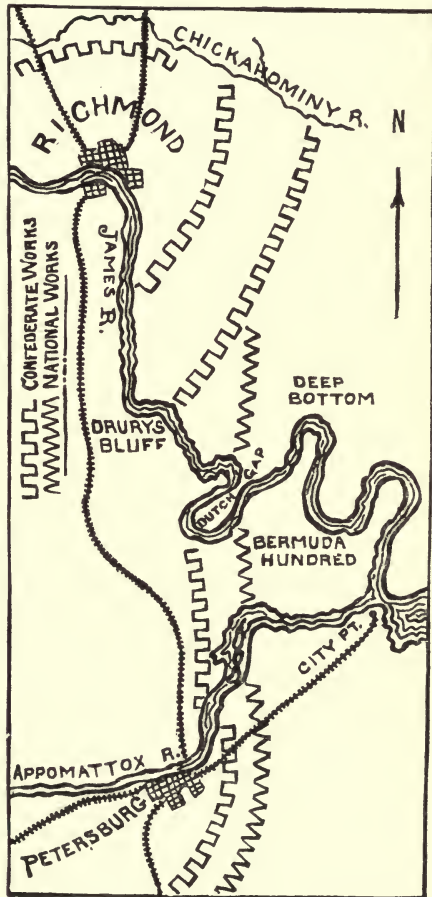 CHICKAHOMINY R.
N
RICHMOND
JAMES R.
CONFEDERATE WORKS
NATIONAL WORKS
DEEP
BOTTOM
DRURYS
BLUFF
DUTCH GAP
BERMUDA
HUNDRED
CITY PT.
APPOMATTOX R.
PETERSBURG